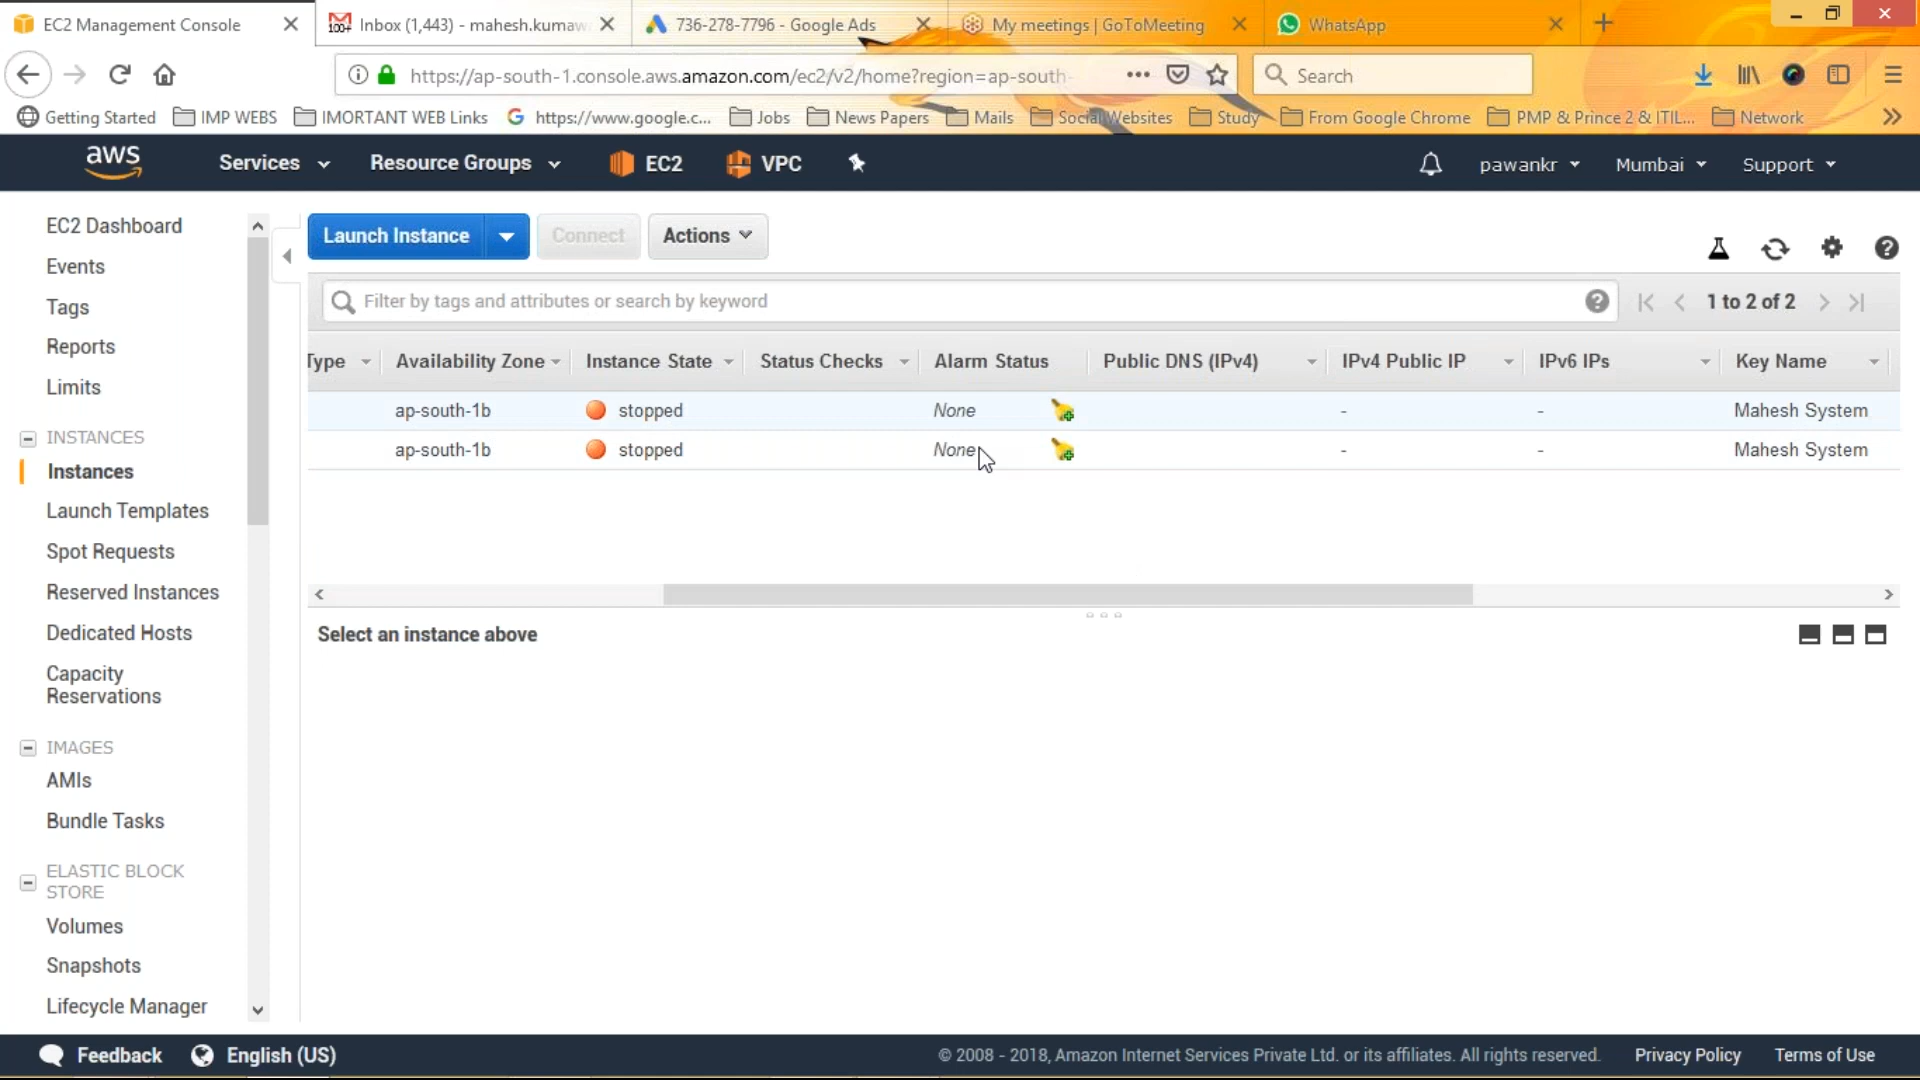 EC2 Management Console
Inbox (1,443) - mahesh.kumaw
736-278-7796 - Google Ads
My meetings | GoToMeeting
WhatsApp
https://ap-south-1.console.aws.amazon.com/ec2/v2/home?region=ap-south-
Search
Getting Started
IMP WEBS
IMORTANT WEB Links
https://www.google.c...
Jobs
News Papers
Mails
Social Websites
Study
From Google Chrome
PMP & Prince 2 & ITIL...
Network
aws
Services
Resource Groups
EC2
VPC
pawankr
Mumbai
Support
EC2 Dashboard
Events
Tags
Reports
Limits
INSTANCES
Instances
Launch Templates
Spot Requests
Reserved Instances
Dedicated Hosts
Capacity
Reservations
IMAGES
AMIs
Bundle Tasks
ELASTIC BLOCK
STORE
Volumes
Snapshots
Lifecycle Manager
Launch Instance
Connect
Actions
Filter by tags and attributes or search by keyword
1 to 2 of 2
Type Availability Zone Instance State Status Checks Alarm Status Public DNS (IPv4) IPv4 Public IP IPv6 IPs Key Name
ap-south-1b stopped None - - Mahesh System
ap-south-1b stopped None - - Mahesh System
Select an instance above
Feedback
English (US)
© 2008 - 2018, Amazon Internet Services Private Ltd. or its affiliates. All rights reserved.
Privacy Policy
Terms of Use